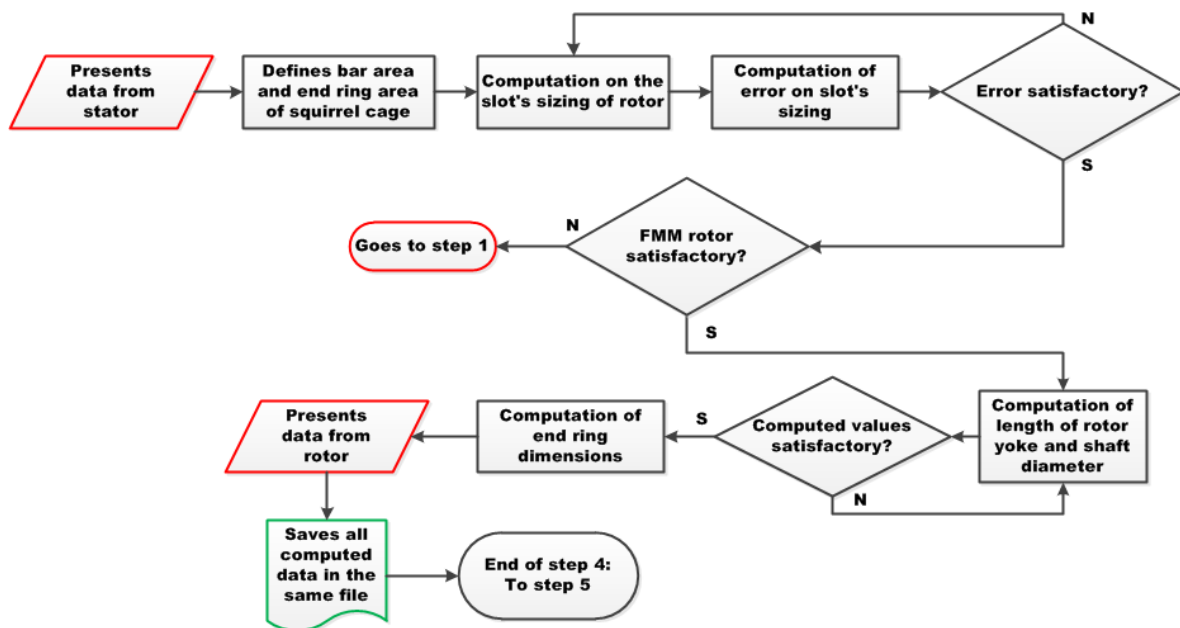 N
Presents
data from
stator
Defines bar area
and end ring area
of squirrel cage
Computation on the
slot's sizing of rotor
Computation of
error on slot's
sizing
Error satisfactory?
S
N
Goes to step 1
FMM rotor
satisfactory?
S
Presents
data from
rotor
Computation of
end ring
dimensions
S
Computed values
satisfactory?
Computation of
length of rotor
yoke and shaft
diameter
N
Saves all
computed
data in the
same file
End of step 4:
To step 5